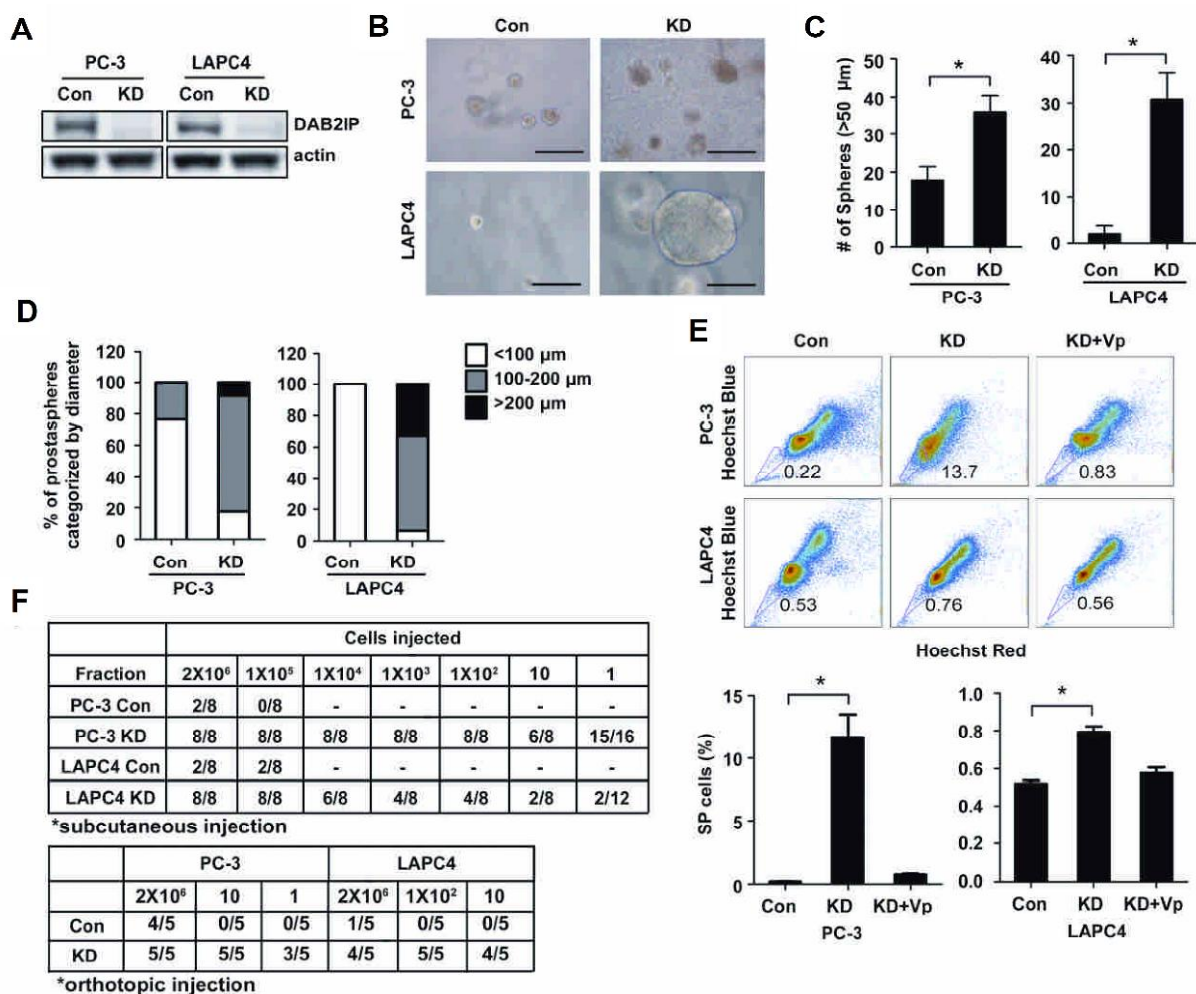 A
PC-3 LAPC4
Con KD Con KD
DAB2IP
actin
B
Con KD
PC-3
LAPC4
C
# of Spheres (>50 μm)
50
40
30
20
10
0
Con KD
PC-3
*
40
30
20
10
0
Con KD
LAPC4
*
D
% of prostaspheres
categorized by diameter
120
100
80
60
40
20
0
Con KD
PC-3
120
100
80
60
40
20
0
Con KD
LAPC4
<100 μm
100-200 μm
>200 μm
E
Con KD KD+Vp
PC-3
Hoechst Blue
0.22 13.7 0.83
LAPC4
Hoechst Blue
0.53 0.76 0.56
Hoechst Red
SP cells (%)
15
10
5
0
*
Con KD KD+Vp
PC-3
1.0
0.8
0.6
0.4
0.2
0.0
*
Con KD KD+Vp
LAPC4
F
Cells injected
Fraction 2X10⁶ 1X10⁵ 1X10⁴ 1X10³ 1X10² 10 1
PC-3 Con 2/8 0/8 - - - - -
PC-3 KD 8/8 8/8 8/8 8/8 8/8 6/8 15/16
LAPC4 Con 2/8 2/8 - - - - -
LAPC4 KD 8/8 8/8 6/8 4/8 4/8 2/8 2/12
*subcutaneous injection
PC-3 LAPC4
2X10⁶ 10 1 2X10⁶ 1X10² 10
Con 4/5 0/5 0/5 1/5 0/5 0/5
KD 5/5 5/5 3/5 4/5 5/5 4/5
*orthotopic injection